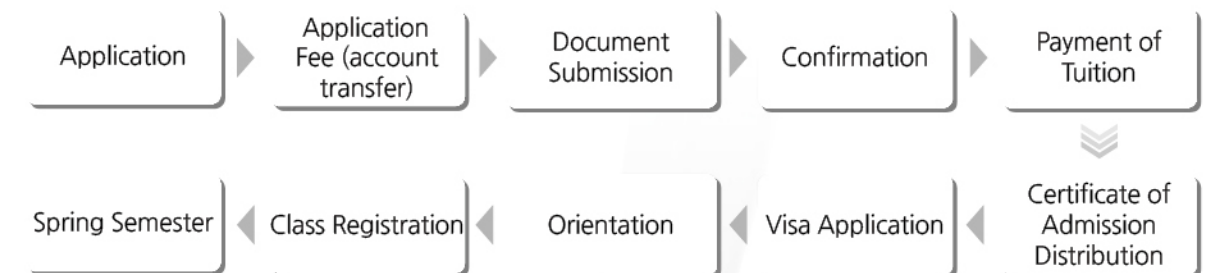 Application
Application
Fee (account
transfer)
Document
Submission
Confirmation
Payment of
Tuition
Certificate of
Admission
Distribution
Visa Application
Orientation
Class Registration
Spring Semester